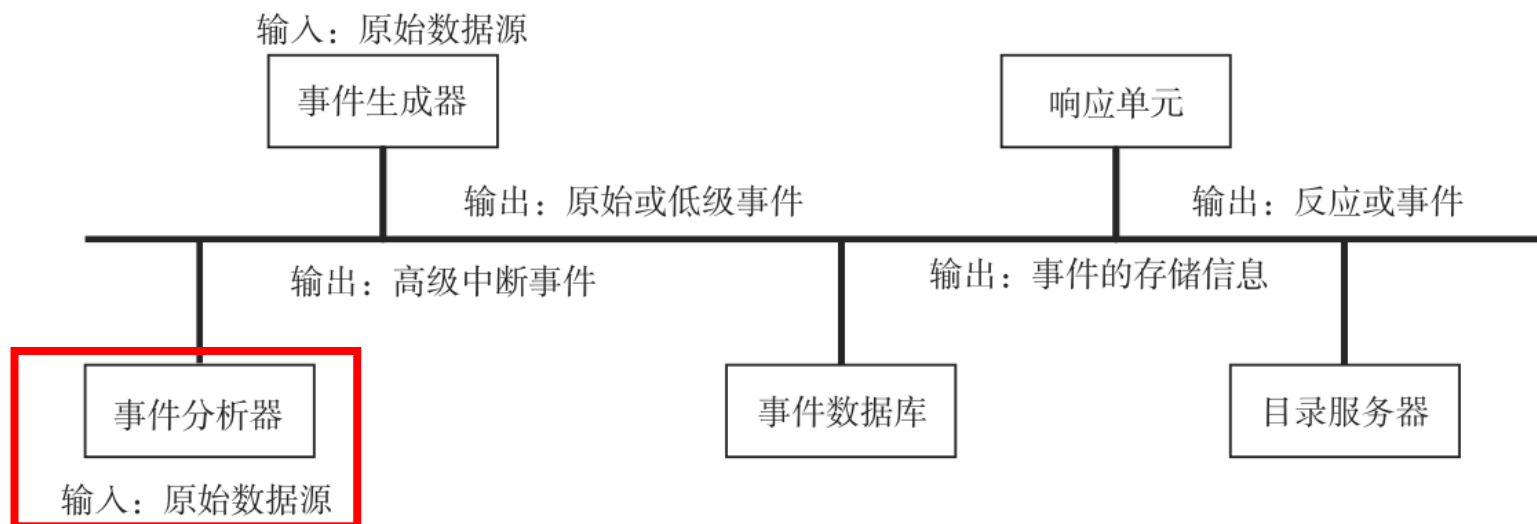 输入：原始数据源
事件生成器
响应单元
输出：原始或低级事件
输出：反应或事件
输出：高级中断事件
输出：事件的存储信息
事件分析器
事件数据库
目录服务器
输入：原始数据源